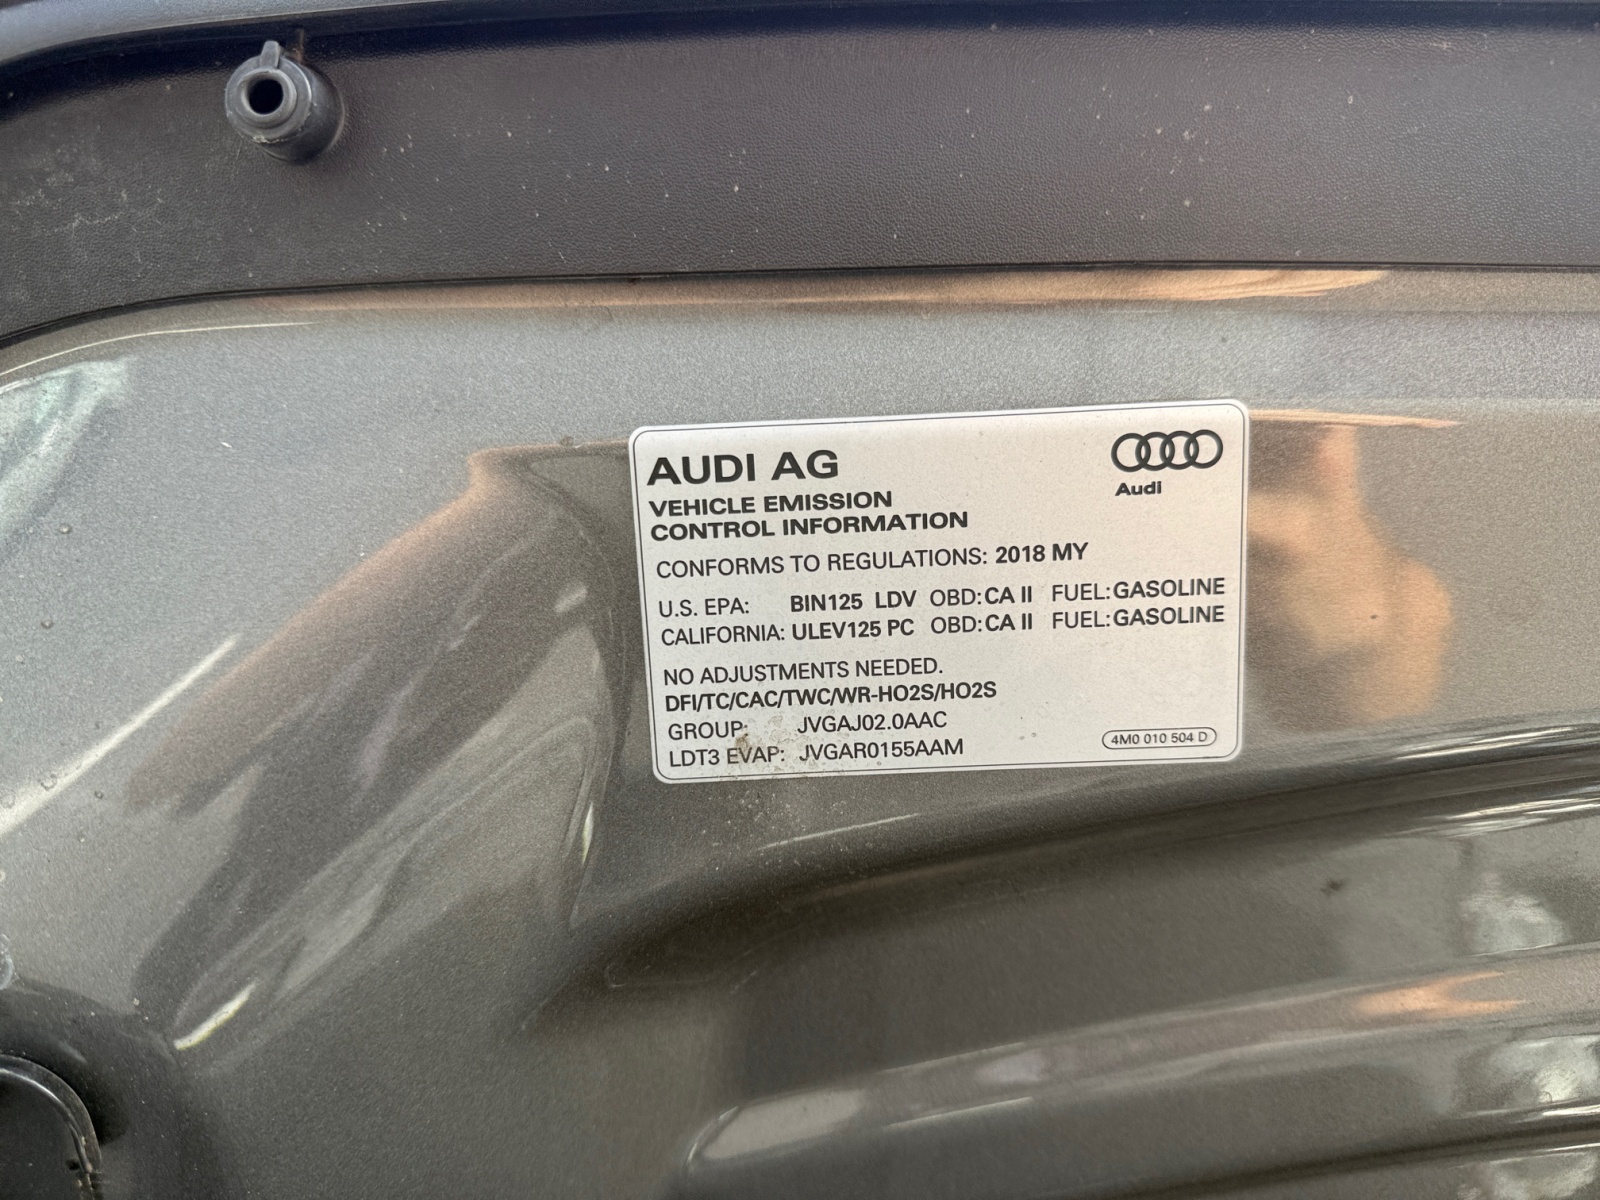 AUDI AG
Audi
VEHICLE EMISSION
CONTROL INFORMATION
CONFORMS TO REGULATIONS: 2018 MY
U.S. EPA: BIN125 LDV OBD:CA II FUEL:GASOLINE
CALIFORNIA: ULEV125 PC OBD:CA II FUEL:GASOLINE
NO ADJUSTMENTS NEEDED.
DFI/TC/CAC/TWC/WR-HO2S/HO2S
GROUP: JVGAJ02.0AAC
LDT3 EVAP: JVGAR0155AAM
4M0 010 504 D